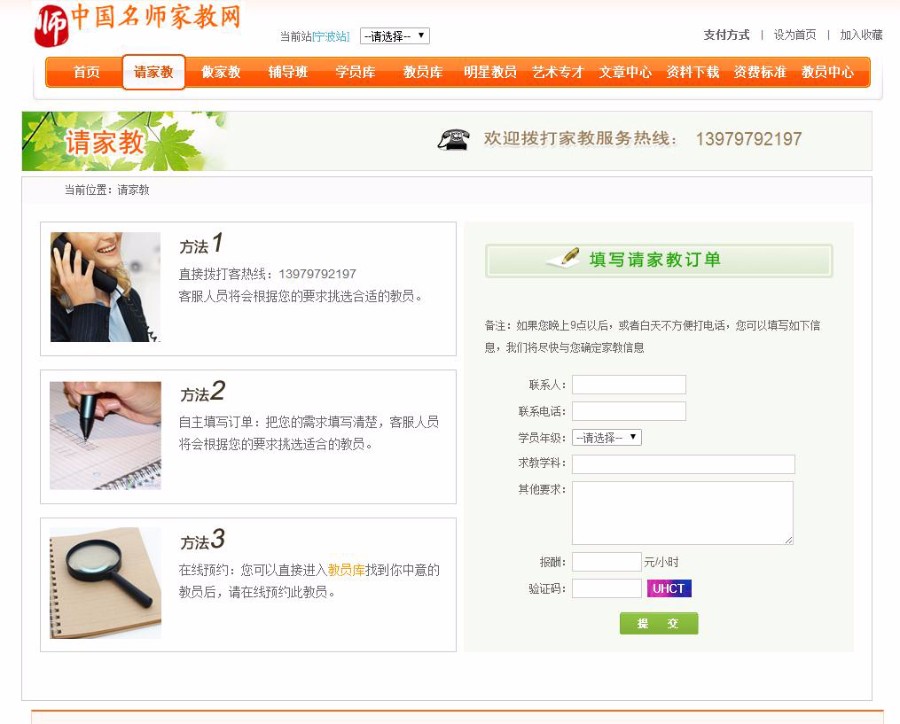 师 中国名师家教网
当前站[宁波站] --请选择--
支付方式 | 设为首页 | 加入收藏
首页 请家教 做家教 辅导班 学员库 教员库 明星教员 艺术专才 文章中心 资料下载 资费标准 教员中心
请家教
欢迎拨打家教服务热线: 13979792197
当前位置:请家教
方法1
直接拨打客热线:13979792197
客服人员将会根据您的要求挑选合适的教员。
方法2
自主填写订单:把您的需求填写清楚,客服人员
将会根据您的要求挑选适合的教员。
方法3
在线预约:您可以直接进入教员库找到你中意的
教员后,请在线预约此教员。
填写请家教订单
备注:如果您晚上9点以后,或者白天不方便打电话,您可以填写如下信
息,我们将尽快与您确定家教信息
联系人:
联系电话:
学员年级: --请选择--
求教学科:
其他要求:
报酬: 元/小时
验证码: UHCT
提 交